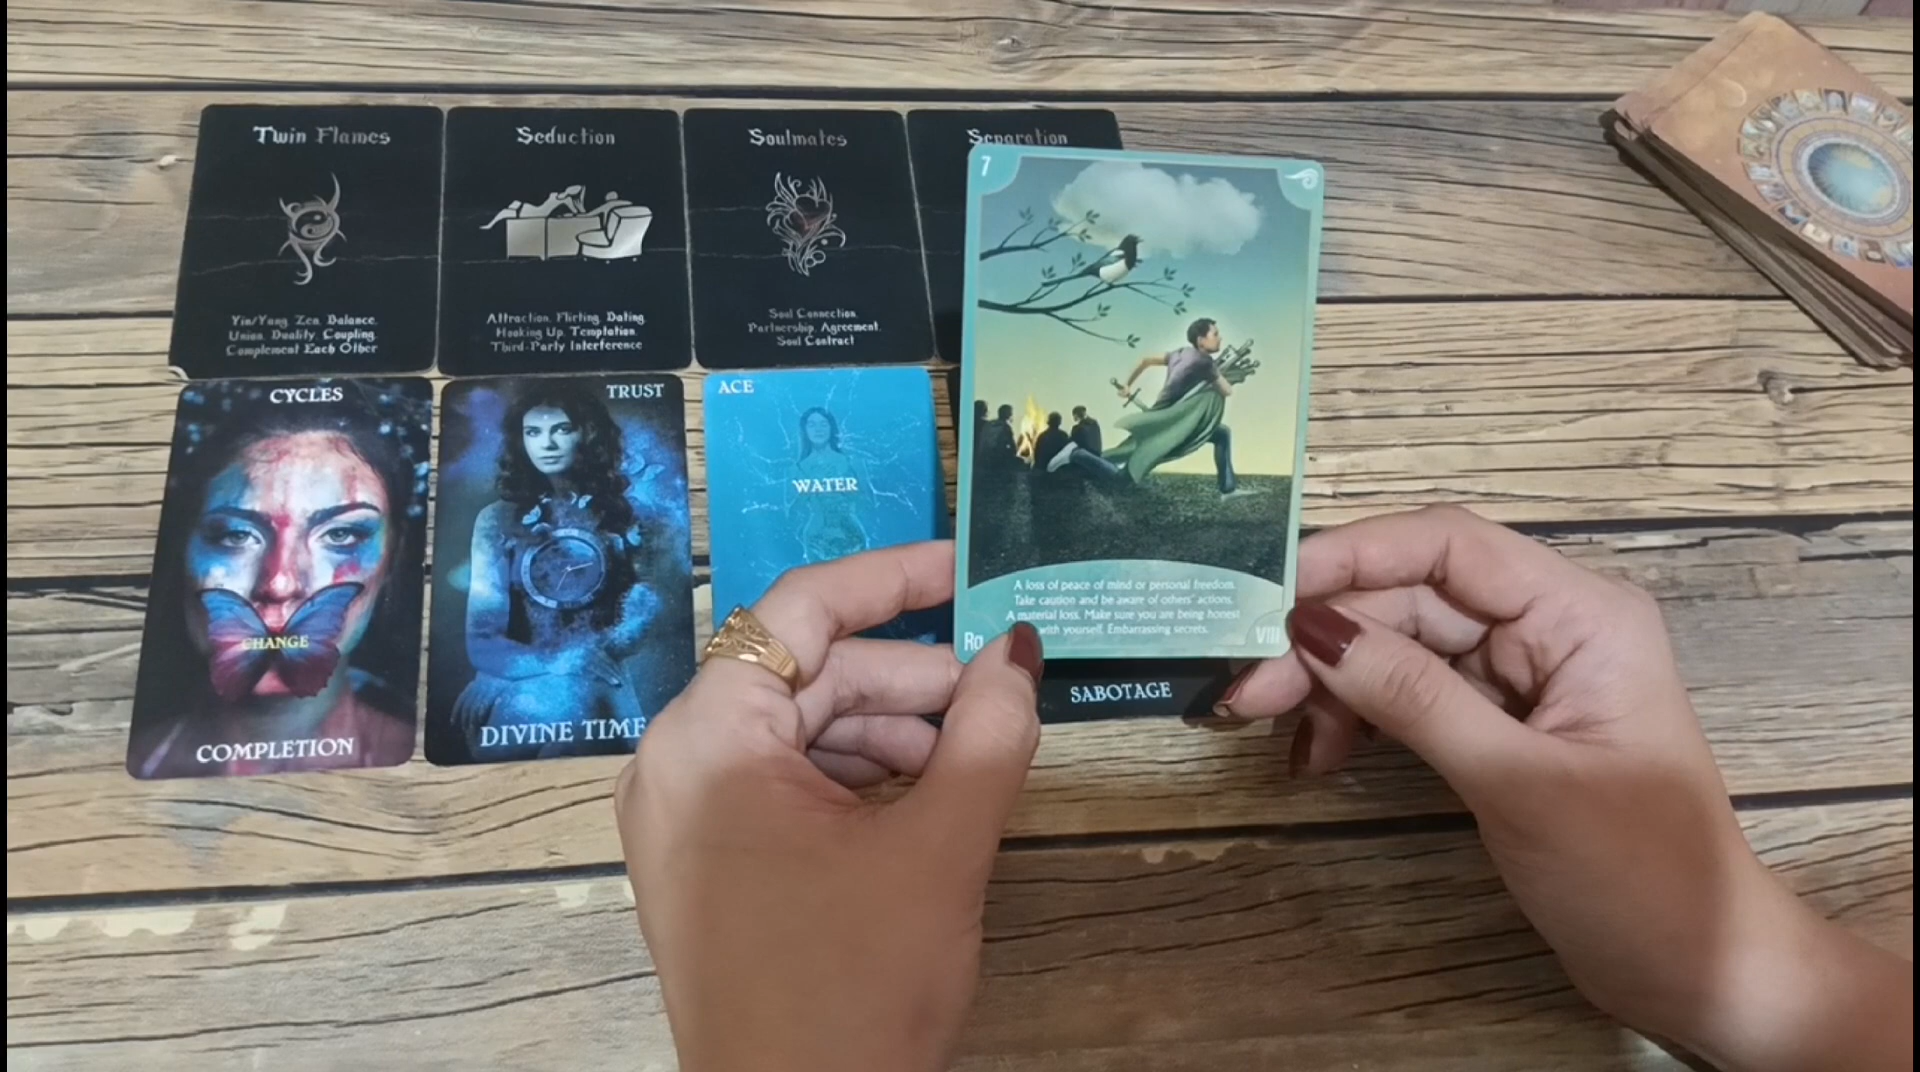 Twin Flames
Yin/Yang. Zen. Balance.
Union. Duality. Coupling.
Complement Each Other
Seduction
Attraction. Flirting. Dating.
Hooking Up. Temptation.
Third-Party Interference
Soulmates
Soul Connection.
Partnership. Agreement.
Soul Contract
Separation
7
A loss of peace of mind or personal freedom.
Take caution and be aware of others' actions.
A material loss. Make sure you are being honest
with yourself. Embarrassing secrets.
VIII
CYCLES
CHANGE
COMPLETION
TRUST
DIVINE TIME
ACE
WATER
SABOTAGE